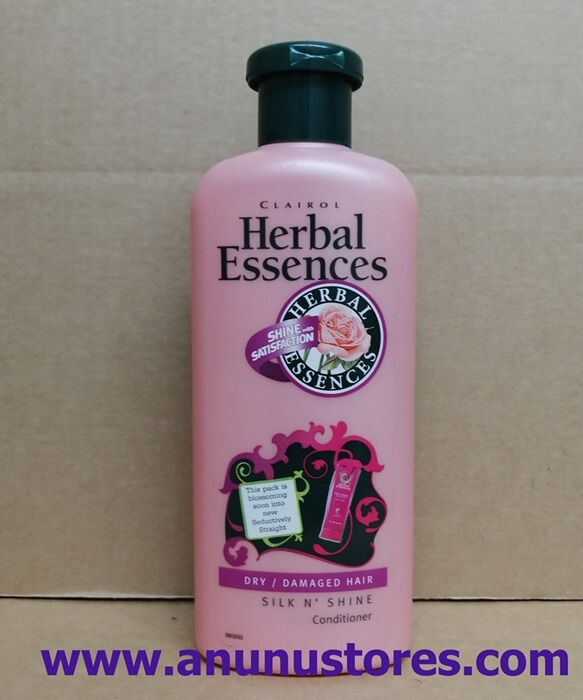 CLAIROL
Herbal
Essences
HERBAL
SHINE with
SATISFACTION
ESSENCES
This pack is
blossoming
soon into
new
Seductively
Straight
DRY / DAMAGED HAIR
SILK N' SHINE
Conditioner
www.anunustores.com